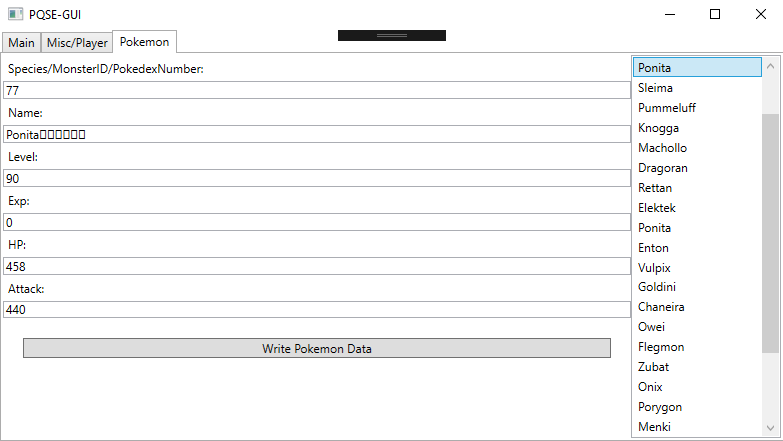 PQSE-GUI
Main
Misc/Player
Pokemon
Species/MonsterID/PokedexNumber:
77
Name:
Ponita▯▯▯▯▯▯
Level:
90
Exp:
0
HP:
458
Attack:
440
Write Pokemon Data
Ponita
Sleima
Pummeluff
Knogga
Machollo
Dragoran
Rettan
Elektek
Ponita
Enton
Vulpix
Goldini
Chaneira
Owei
Flegmon
Zubat
Onix
Porygon
Menki